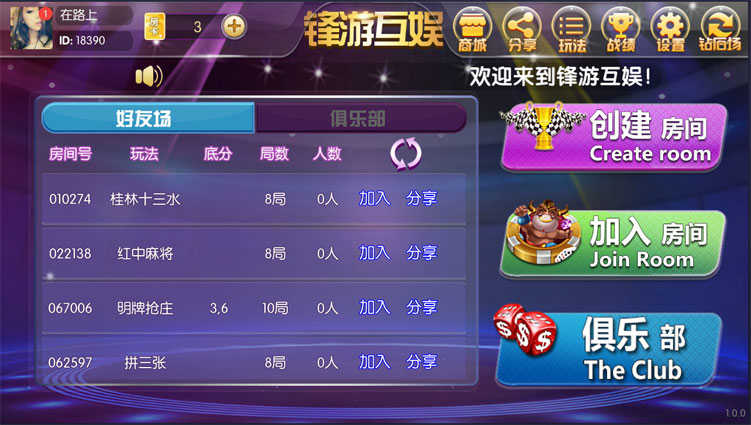 在路上
ID: 18390
1
房卡
3
锋游互娱
商城
分享
玩法
战绩
设置
钻石场
欢迎来到锋游互娱!
好友场
俱乐部
房间号 玩法 底分 局数 人数
010274 桂林十三水 8局 0人 加入 分享
022138 红中麻将 8局 0人 加入 分享
067006 明牌抢庄 3,6 10局 0人 加入 分享
062597 拼三张 8局 0人 加入 分享
创建 房间
Create room
加入 房间
Join Room
俱乐 部
The Club
1.0.0